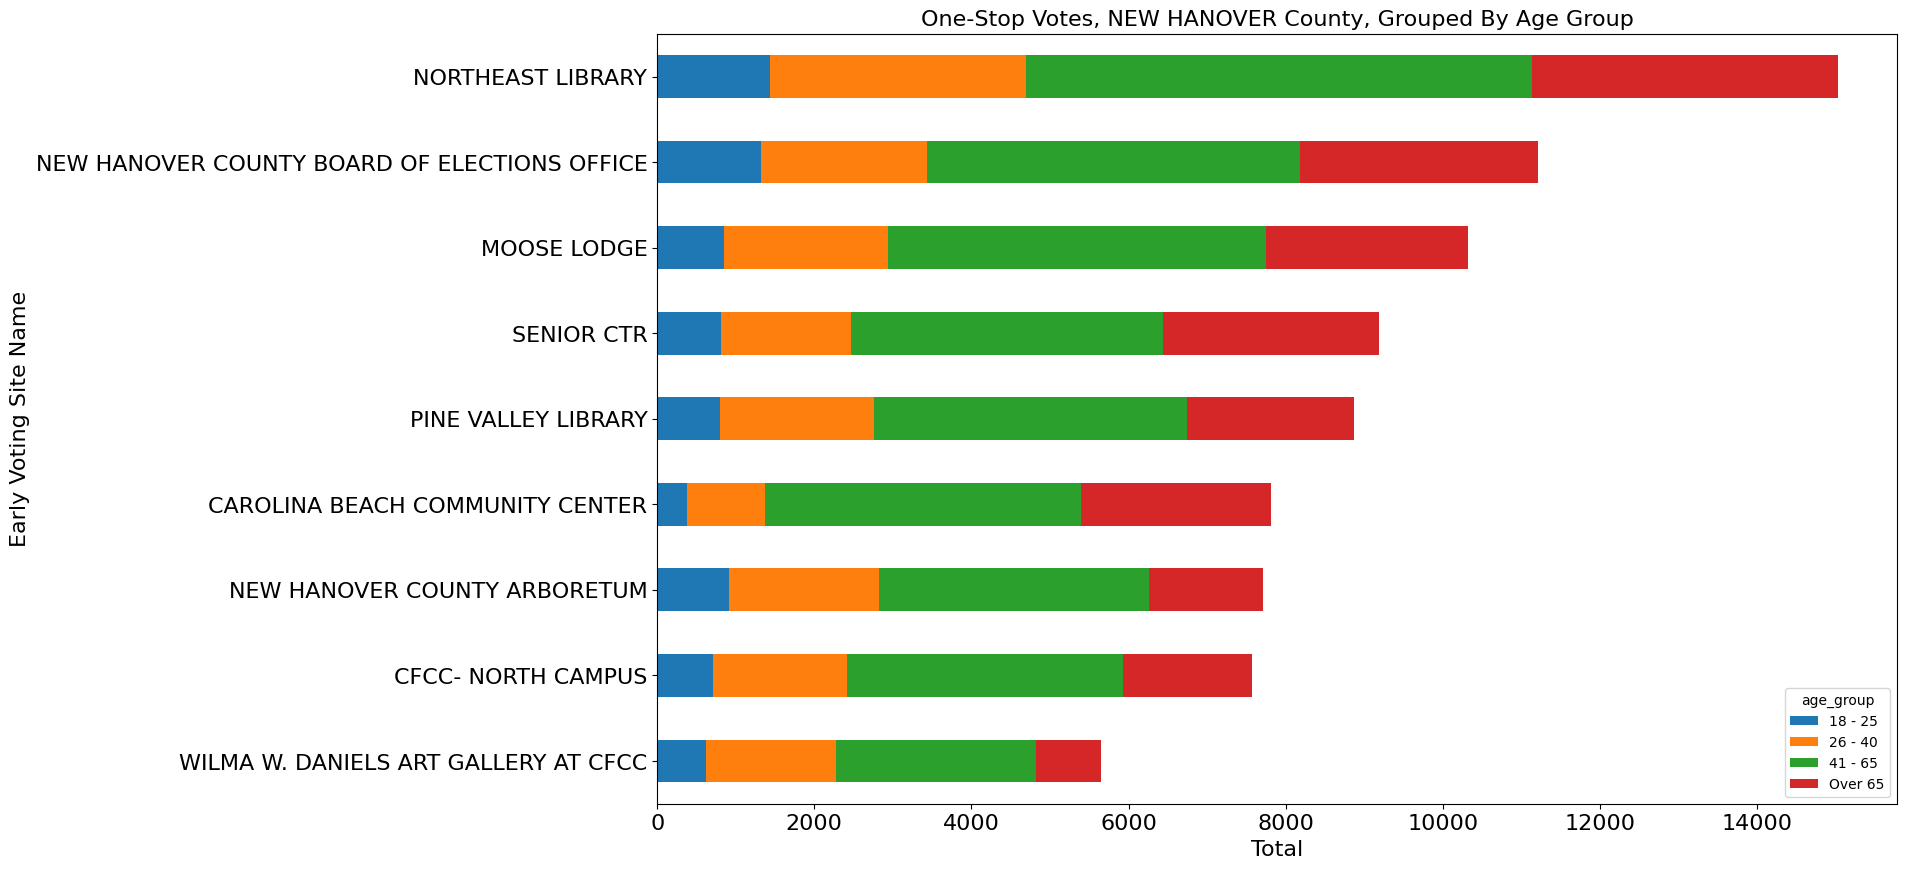 One-Stop Votes, NEW HANOVER County, Grouped By Age Group
Early Voting Site Name
NORTHEAST LIBRARY
NEW HANOVER COUNTY BOARD OF ELECTIONS OFFICE
MOOSE LODGE
SENIOR CTR
PINE VALLEY LIBRARY
CAROLINA BEACH COMMUNITY CENTER
NEW HANOVER COUNTY ARBORETUM
CFCC- NORTH CAMPUS
WILMA W. DANIELS ART GALLERY AT CFCC
age_group
18 - 25
26 - 40
41 - 65
Over 65
0 2000 4000 6000 8000 10000 12000 14000
Total